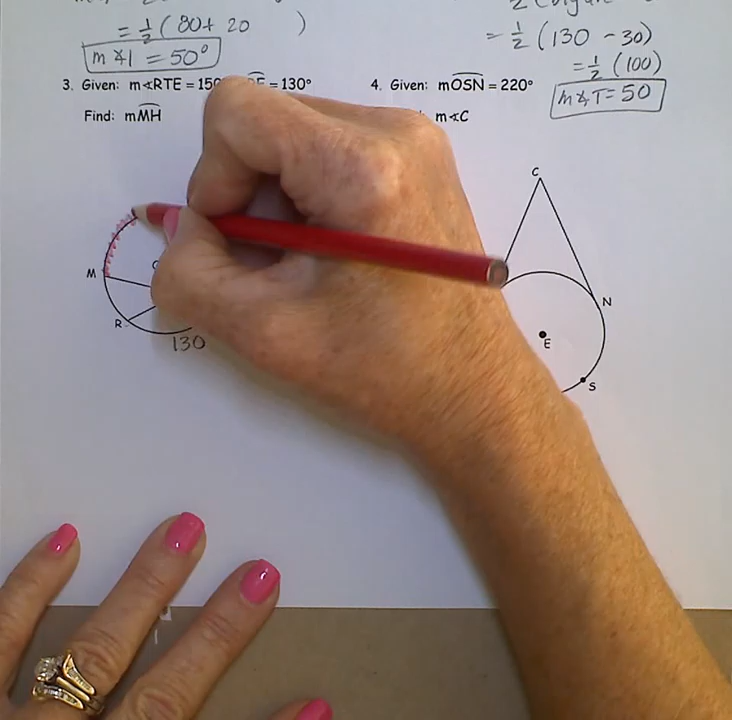 = ½ (80 + 20 )
m∡1 = 50°
= ½ (130 - 30)
= ½ (100)
m∡T = 50
3. Given: m∢RTE = 150 = 130°
Find: mMH
4. Given: mOSN = 220°
m∢C
C
M
R
130
N
E
S